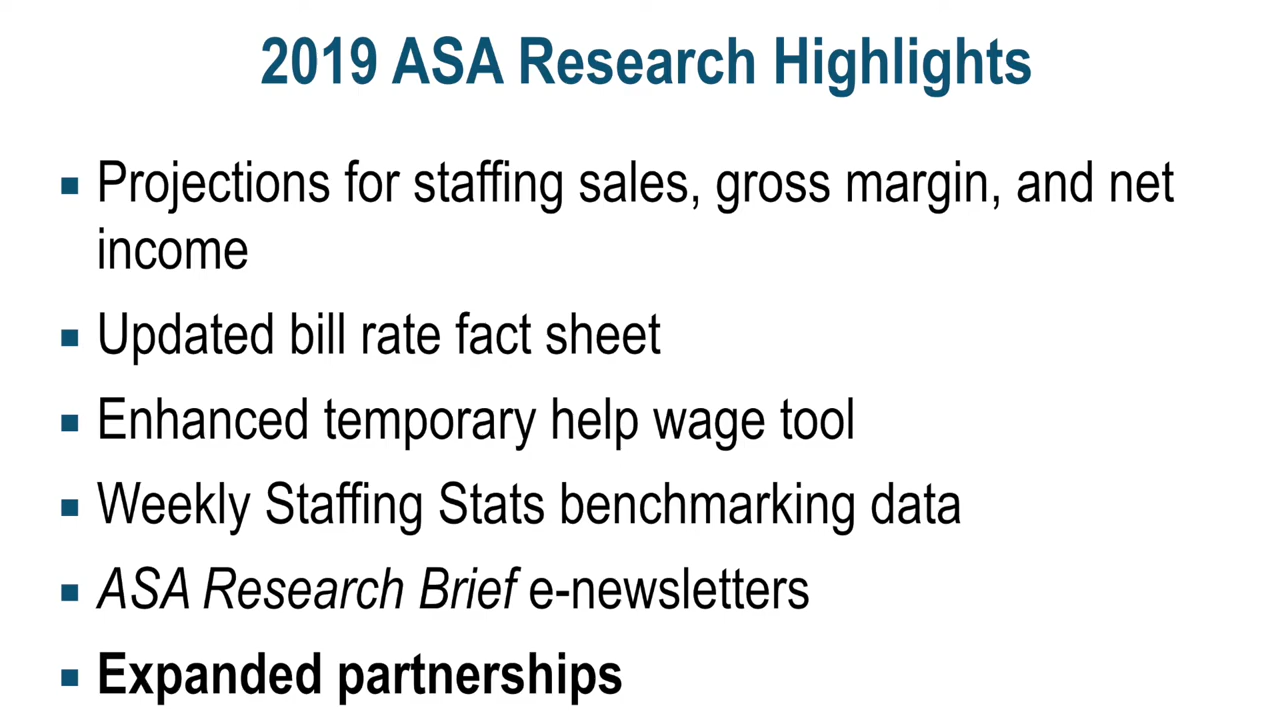 2019 ASA Research Highlights
▪ Projections for staffing sales, gross margin, and net
income
▪ Updated bill rate fact sheet
▪ Enhanced temporary help wage tool
▪ Weekly Staffing Stats benchmarking data
▪ ASA Research Brief e-newsletters
▪ Expanded partnerships